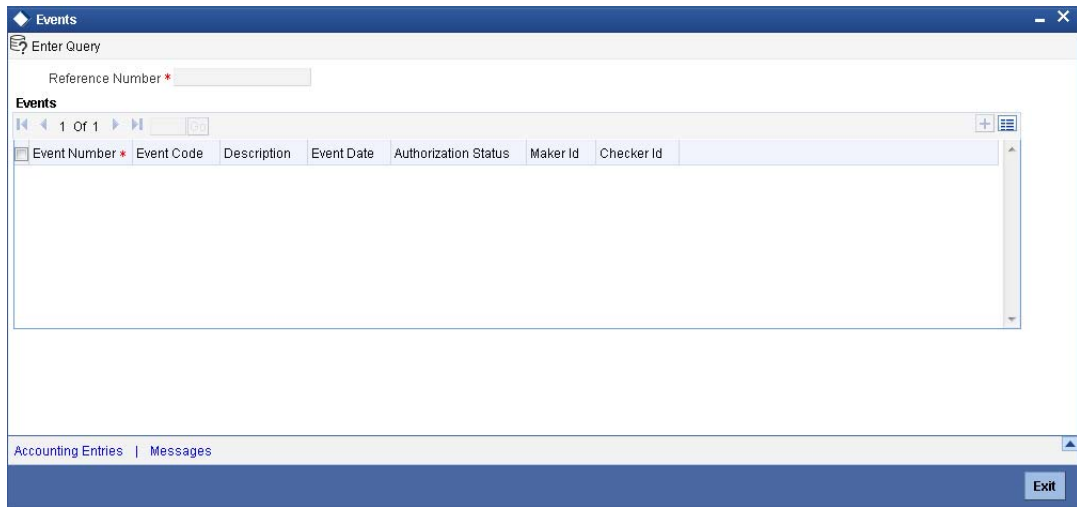 Events
Enter Query
Reference Number *
Events
1 Of 1 Go
Event Number * Event Code Description Event Date Authorization Status Maker Id Checker Id
Accounting Entries | Messages
Exit